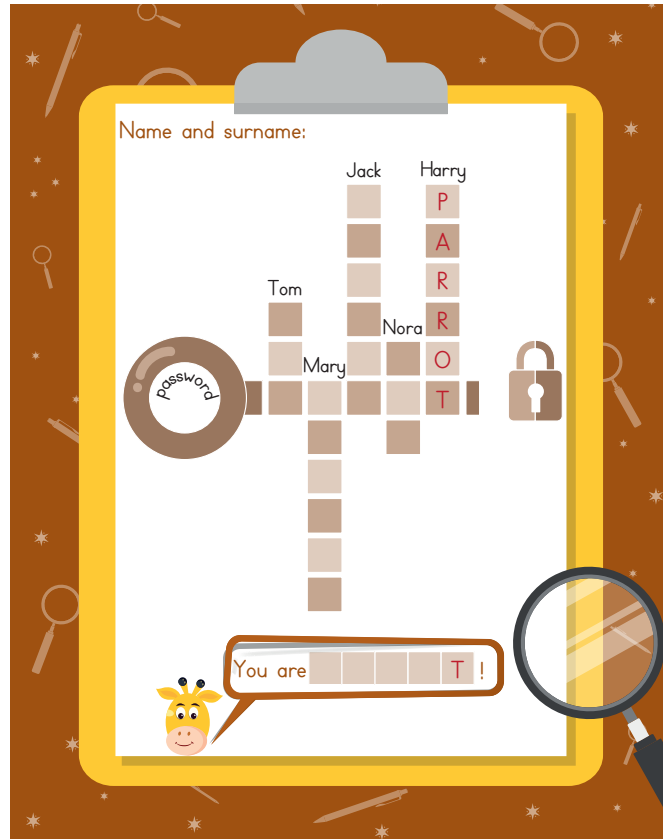 Name and surname:
Jack
Harry
P
A
R
R
O
T
Tom
Nora
Mary
password
You are T !